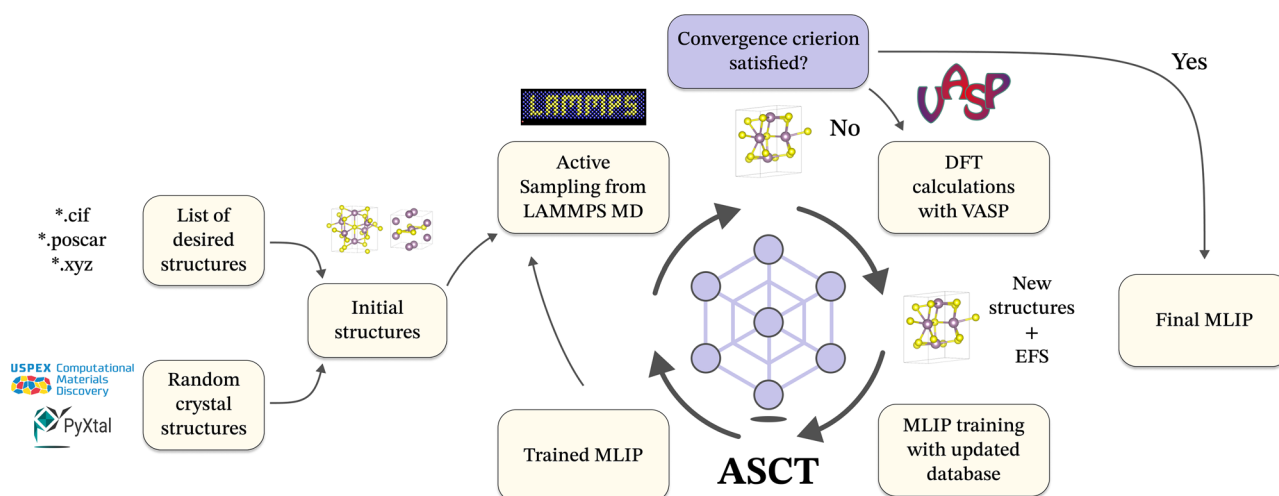 *.cif
*.poscar
*.xyz
List of
desired
structures
USPEX Computational
Materials
Discovery
PyXtal
Random
crystal
structures
Initial
structures
LAMMPS
Active
Sampling from
LAMMPS MD
Trained MLIP
Convergence crierion
satisfied?
No
Yes
VASP
DFT
calculations
with VASP
New
structures
+
EFS
MLIP training
with updated
database
ASCT
Final MLIP